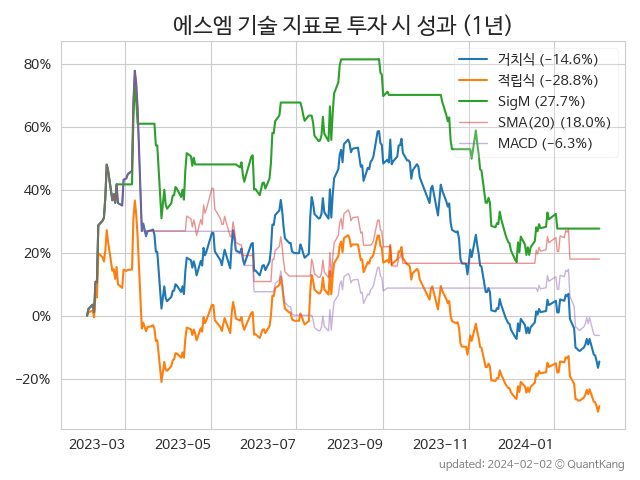 에스엠 기술 지표로 투자 시 성과 (1년)
80%
60%
40%
20%
0%
−20%
거치식 (−14.6%)
적립식 (−28.8%)
SigM (27.7%)
SMA(20) (18.0%)
MACD (−6.3%)
2023-03
2023-05
2023-07
2023-09
2023-11
2024-01
updated: 2024-02-02 © QuantKang